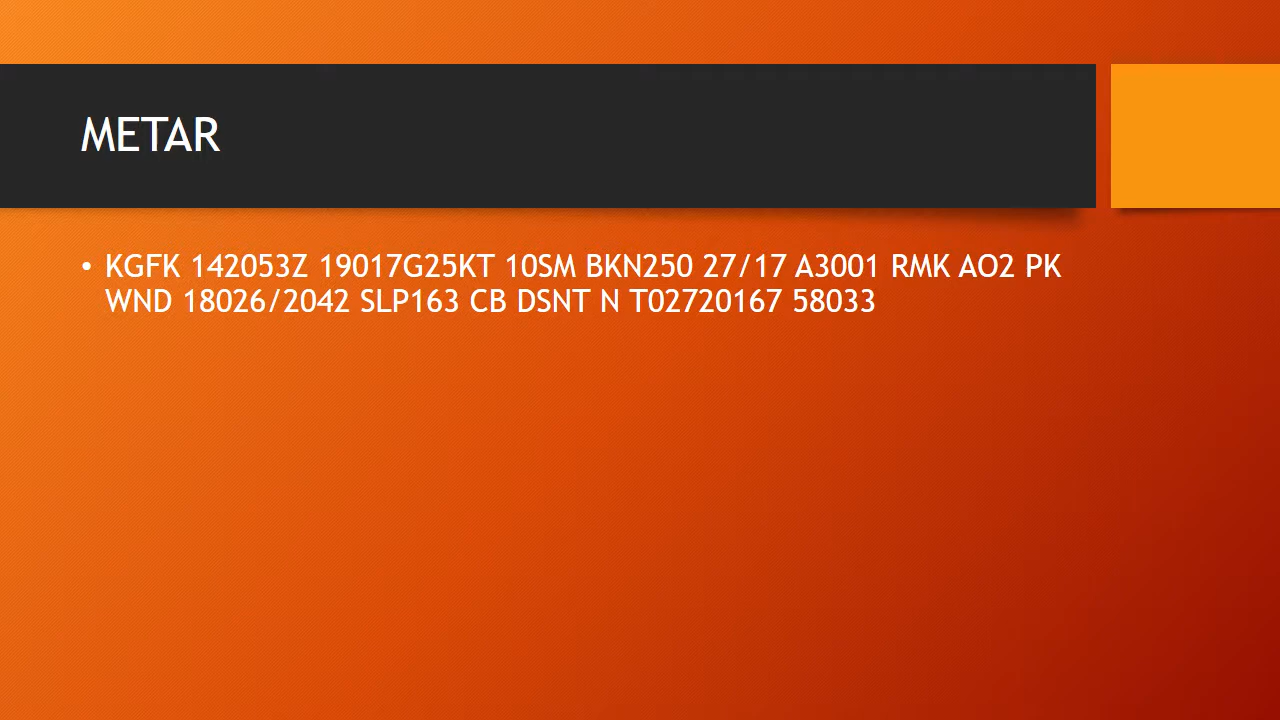 METAR
• KGFK 142053Z 19017G25KT 10SM BKN250 27/17 A3001 RMK AO2 PK
WND 18026/2042 SLP163 CB DSNT N T02720167 58033